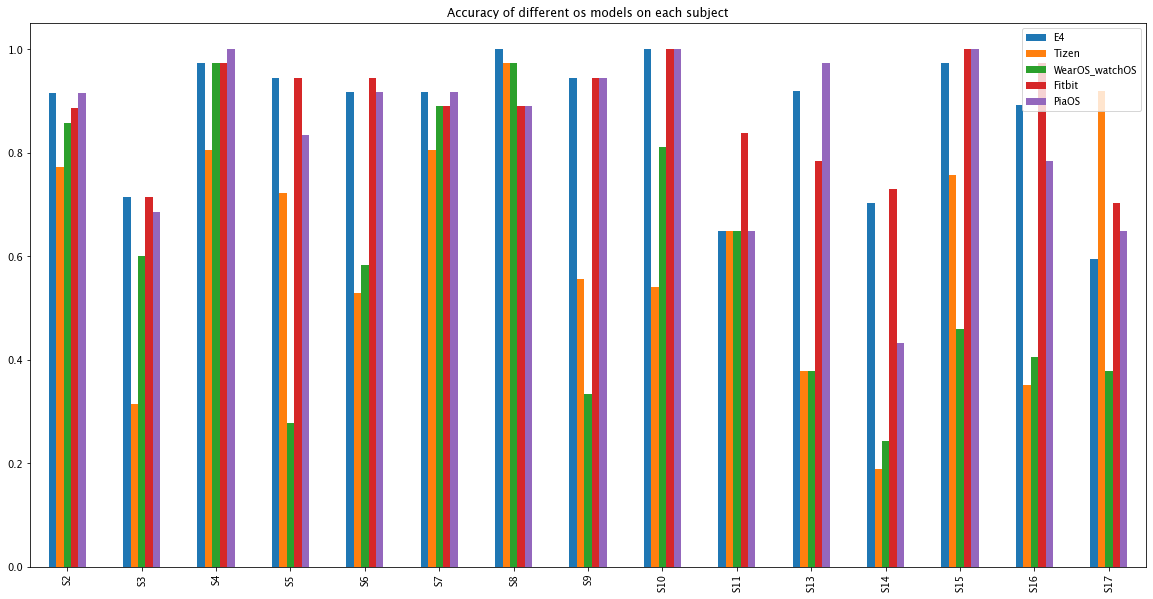 Accuracy of different os models on each subject
E4
Tizen
WearOS_watchOS
Fitbit
PiaOS
1.0
0.8
0.6
0.4
0.2
0.0
S2
S3
S4
S5
S6
S7
S8
S9
S10
S11
S13
S14
S15
S16
S17